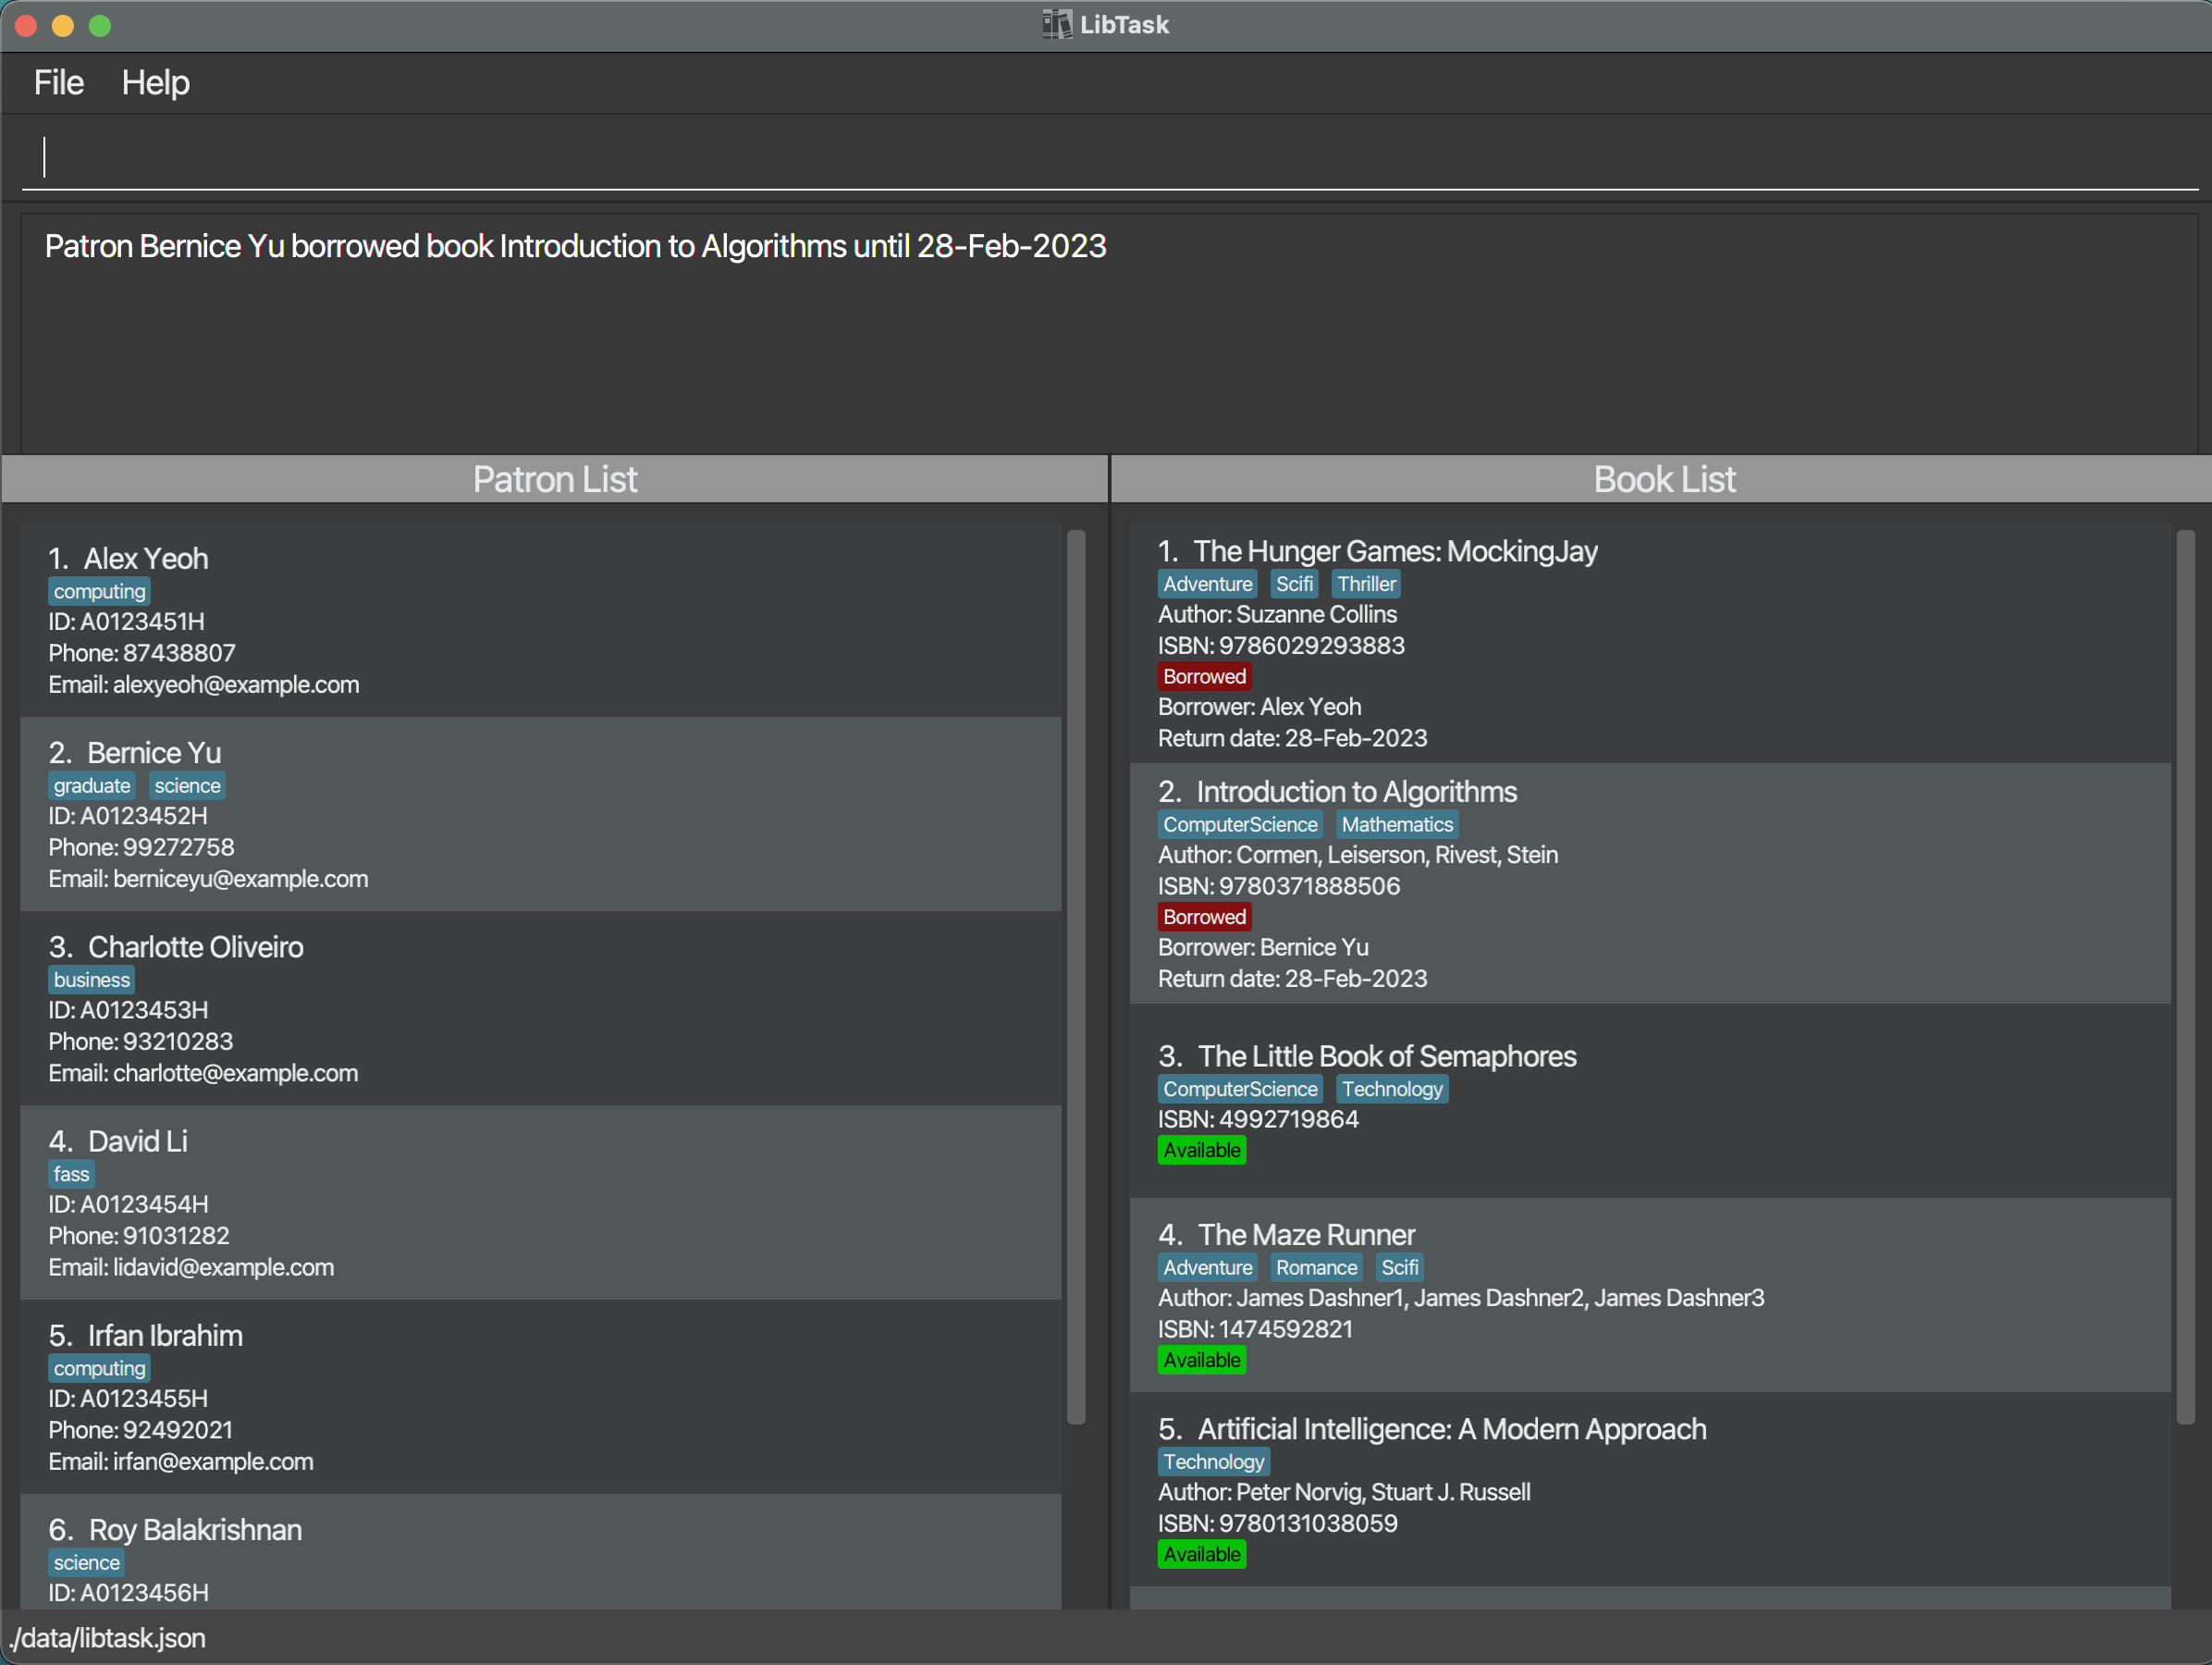 LibTask
File Help
Patron Bernice Yu borrowed book Introduction to Algorithms until 28-Feb-2023
Patron List
1. Alex Yeoh
computing
ID: A0123451H
Phone: 87438807
Email: alexyeoh@example.com
2. Bernice Yu
graduate science
ID: A0123452H
Phone: 99272758
Email: berniceyu@example.com
3. Charlotte Oliveiro
business
ID: A0123453H
Phone: 93210283
Email: charlotte@example.com
4. David Li
fass
ID: A0123454H
Phone: 91031282
Email: lidavid@example.com
5. Irfan Ibrahim
computing
ID: A0123455H
Phone: 92492021
Email: irfan@example.com
6. Roy Balakrishnan
science
ID: A0123456H
Book List
1. The Hunger Games: MockingJay
Adventure Scifi Thriller
Author: Suzanne Collins
ISBN: 9786029293883
Borrowed
Borrower: Alex Yeoh
Return date: 28-Feb-2023
2. Introduction to Algorithms
ComputerScience Mathematics
Author: Cormen, Leiserson, Rivest, Stein
ISBN: 9780371888506
Borrowed
Borrower: Bernice Yu
Return date: 28-Feb-2023
3. The Little Book of Semaphores
ComputerScience Technology
ISBN: 4992719864
Available
4. The Maze Runner
Adventure Romance Scifi
Author: James Dashner1, James Dashner2, James Dashner3
ISBN: 1474592821
Available
5. Artificial Intelligence: A Modern Approach
Technology
Author: Peter Norvig, Stuart J. Russell
ISBN: 9780131038059
Available
./data/libtask.json